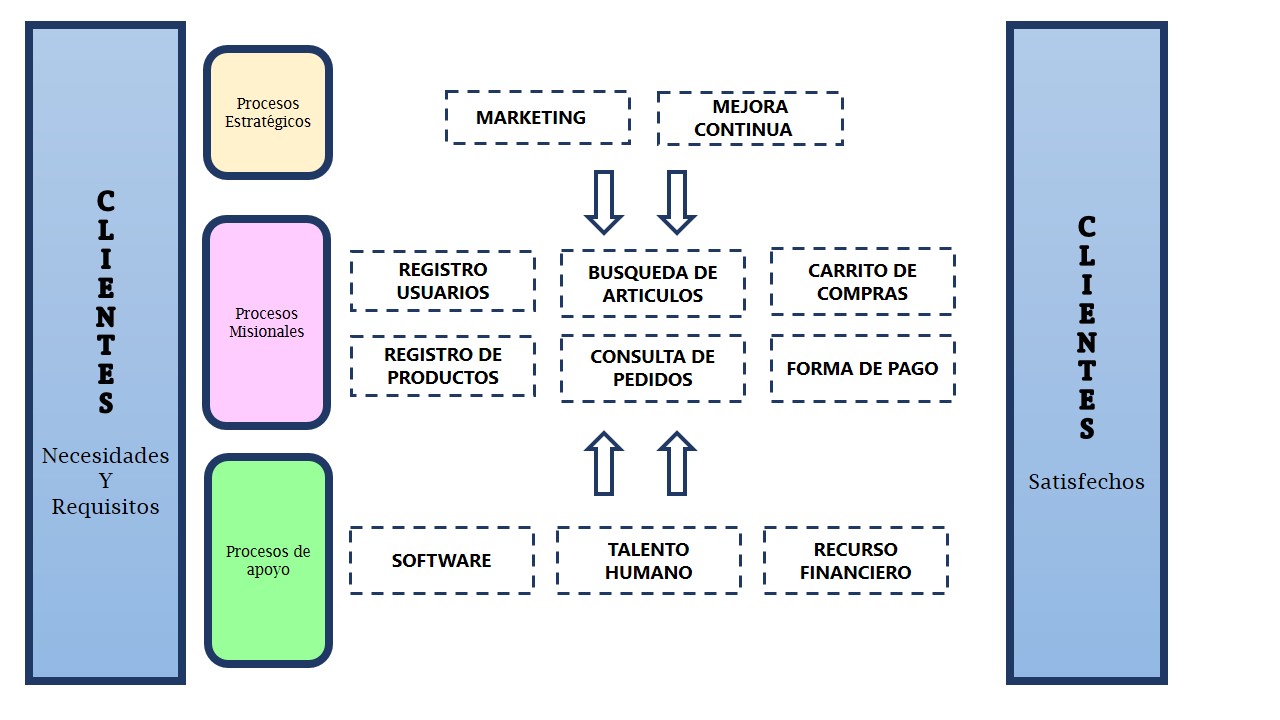 CLIENTES
Necesidades
Y
Requisitos
Procesos
Estratégicos
MARKETING
MEJORA
CONTINUA
Procesos
Misionales
REGISTRO
USUARIOS
BUSQUEDA DE
ARTICULOS
CARRITO DE
COMPRAS
REGISTRO DE
PRODUCTOS
CONSULTA DE
PEDIDOS
FORMA DE PAGO
Procesos de
apoyo
SOFTWARE
TALENTO
HUMANO
RECURSO
FINANCIERO
CLIENTES
Satisfechos